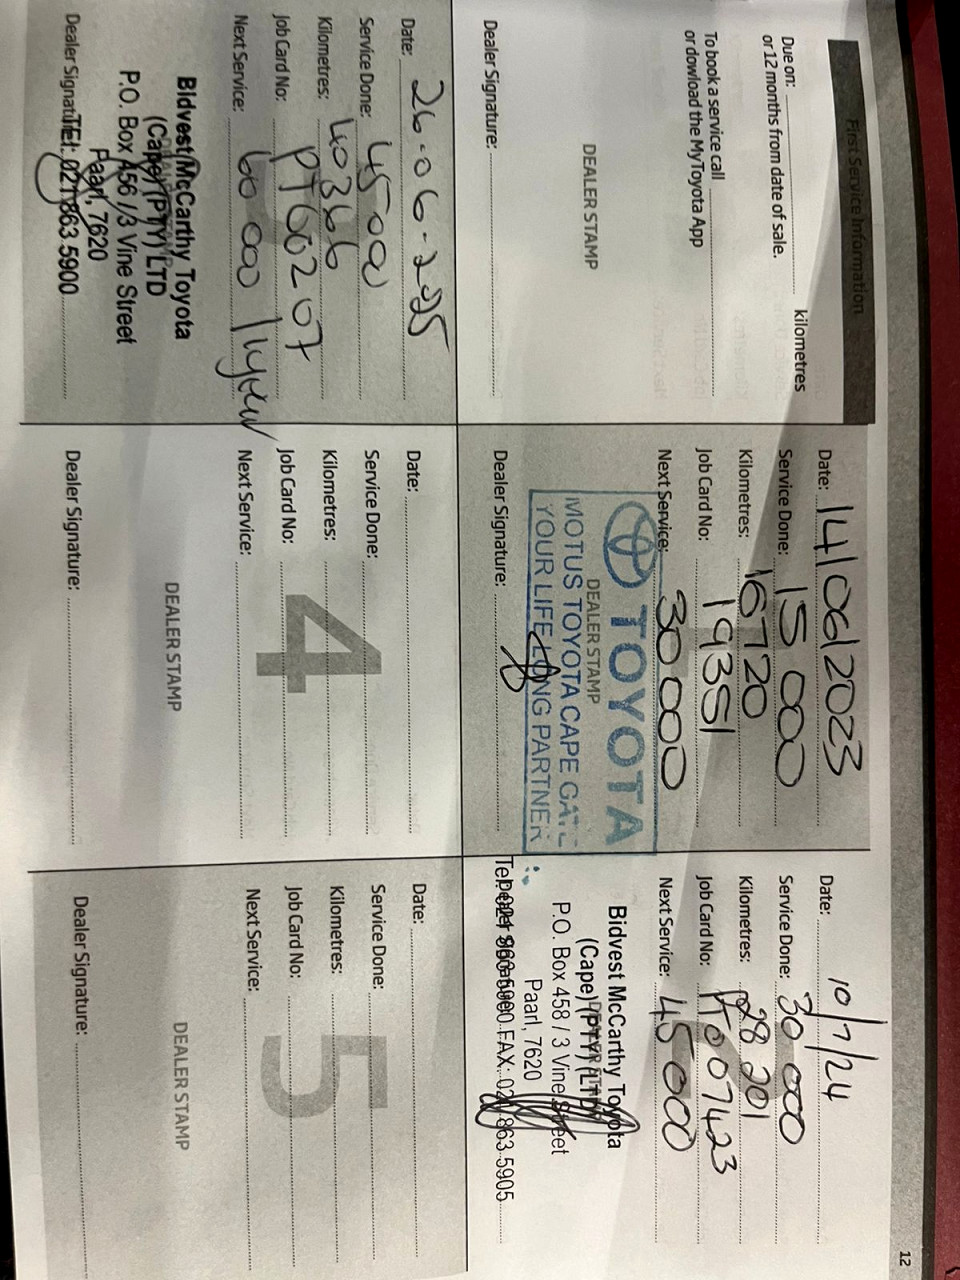 12
First Service Information
Due on: kilometres
or 12 months from date of sale.
To book a service call
or dowload the MyToyota App
DEALER STAMP
Dealer Signature:
Date: 14/06/2023
Service Done: 15 000
Kilometres: 16720
Job Card No: 19351
Next Service: 30 000
TOYOTA
DEALER STAMP
MOTUS TOYOTA CAPE GATE
YOUR LIFE LONG PARTNER
Dealer Signature:
Date: 10/7/24
Service Done: 30 000
Kilometres: 28 201
Job Card No: PT007423
Next Service: 45 000
Bidvest McCarthy Toyota
(Cape) (PTY) LTD
P.O. Box 458 / 3 Vine Street
Paarl, 7620
Tel: 021 863 5900 FAX: 021 863 5905
Dealer Signature:
Date: 26-06-2025
Service Done: 45 000
Kilometres: 40366
Job Card No: PT60207
Next Service: 60 000 / 1year
Bidvest McCarthy Toyota
(Cape) (PTY) LTD
P.O. Box 456 / 3 Vine Street
Paarl, 7620
TEL: 021 863 5900
Dealer Signature:
Date:
Service Done:
Kilometres:
Job Card No:
Next Service:
4
DEALER STAMP
Dealer Signature:
Date:
Service Done:
Kilometres:
Job Card No:
Next Service:
5
DEALER STAMP
Dealer Signature: